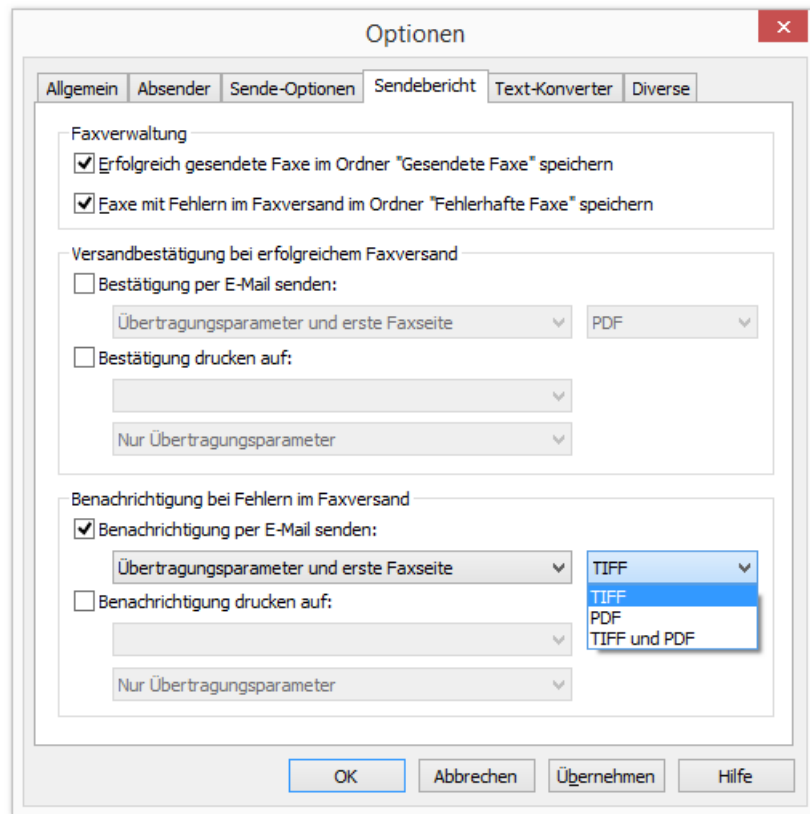 Optionen
Allgemein Absender Sende-Optionen Sendebericht Text-Konverter Diverse
Faxverwaltung
Erfolgreich gesendete Faxe im Ordner "Gesendete Faxe" speichern
Faxe mit Fehlern im Faxversand im Ordner "Fehlerhafte Faxe" speichern
Versandbestätigung bei erfolgreichem Faxversand
Bestätigung per E-Mail senden:
Übertragungsparameter und erste Faxseite PDF
Bestätigung drucken auf:
Nur Übertragungsparameter
Benachrichtigung bei Fehlern im Faxversand
Benachrichtigung per E-Mail senden:
Übertragungsparameter und erste Faxseite TIFF
TIFF
Benachrichtigung drucken auf:
PDF
TIFF und PDF
Nur Übertragungsparameter
OK Abbrechen Übernehmen Hilfe